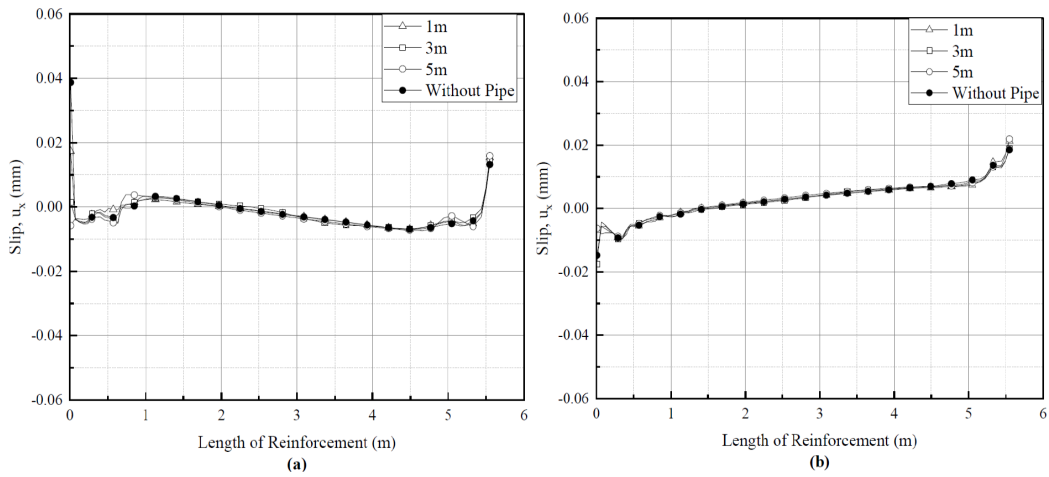 0.06
0.04
0.02
0.00
-0.02
-0.04
-0.06
Slip, ux (mm)
1m
3m
5m
Without Pipe
0 1 2 3 4 5 6
Length of Reinforcement (m)
(a)
0.06
0.04
0.02
0.00
-0.02
-0.04
-0.06
Slip, ux (mm)
1m
3m
5m
Without Pipe
0 1 2 3 4 5 6
Length of Reinforcement (m)
(b)